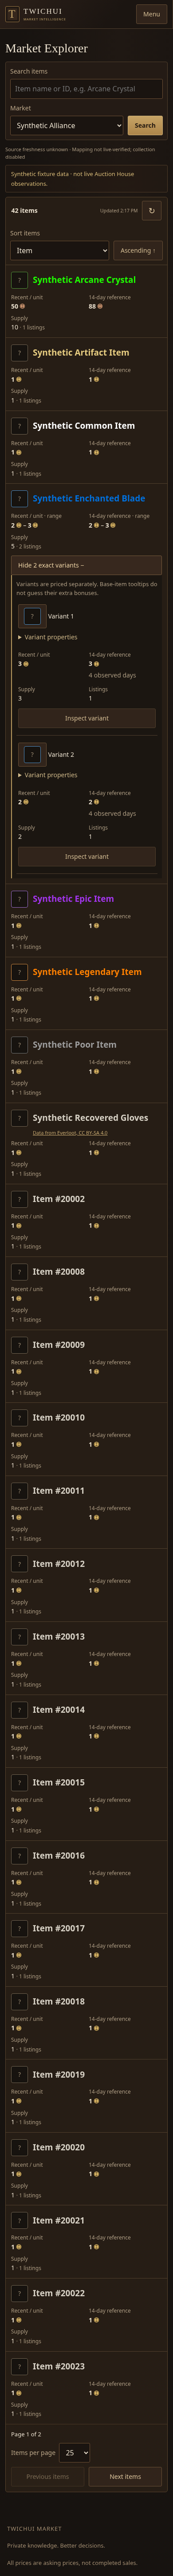 T TWICHUI
MARKET INTELLIGENCE
Menu
Market Explorer
Search items
Item name or ID, e.g. Arcane Crystal
Market
Synthetic Alliance
Search
Source freshness unknown · Mapping not live-verified; collection
disabled
Synthetic fixture data · not live Auction House
observations.
42 items
Updated 2:17 PM
↻
Sort items
Item
Ascending ↑
? Synthetic Arcane Crystal
Recent / unit 14-day reference
50 88
Supply
10 · 1 listings
? Synthetic Artifact Item
Recent / unit 14-day reference
1 1
Supply
1 · 1 listings
? Synthetic Common Item
Recent / unit 14-day reference
1 1
Supply
1 · 1 listings
? Synthetic Enchanted Blade
Recent / unit · range 14-day reference · range
2 – 3 2 – 3
Supply
5 · 2 listings
Hide 2 exact variants −
Variants are priced separately. Base-item tooltips do
not guess their extra bonuses.
? Variant 1
▶ Variant properties
Recent / unit 14-day reference
3 3
4 observed days
Supply Listings
3 1
Inspect variant
? Variant 2
▶ Variant properties
Recent / unit 14-day reference
2 2
4 observed days
Supply Listings
2 1
Inspect variant
? Synthetic Epic Item
Recent / unit 14-day reference
1 1
Supply
1 · 1 listings
? Synthetic Legendary Item
Recent / unit 14-day reference
1 1
Supply
1 · 1 listings
? Synthetic Poor Item
Recent / unit 14-day reference
1 1
Supply
1 · 1 listings
? Synthetic Recovered Gloves
Data from Everlook, CC BY-SA 4.0
Recent / unit 14-day reference
1 1
Supply
1 · 1 listings
? Item #20002
Recent / unit 14-day reference
1 1
Supply
1 · 1 listings
? Item #20008
Recent / unit 14-day reference
1 1
Supply
1 · 1 listings
? Item #20009
Recent / unit 14-day reference
1 1
Supply
1 · 1 listings
? Item #20010
Recent / unit 14-day reference
1 1
Supply
1 · 1 listings
? Item #20011
Recent / unit 14-day reference
1 1
Supply
1 · 1 listings
? Item #20012
Recent / unit 14-day reference
1 1
Supply
1 · 1 listings
? Item #20013
Recent / unit 14-day reference
1 1
Supply
1 · 1 listings
? Item #20014
Recent / unit 14-day reference
1 1
Supply
1 · 1 listings
? Item #20015
Recent / unit 14-day reference
1 1
Supply
1 · 1 listings
? Item #20016
Recent / unit 14-day reference
1 1
Supply
1 · 1 listings
? Item #20017
Recent / unit 14-day reference
1 1
Supply
1 · 1 listings
? Item #20018
Recent / unit 14-day reference
1 1
Supply
1 · 1 listings
? Item #20019
Recent / unit 14-day reference
1 1
Supply
1 · 1 listings
? Item #20020
Recent / unit 14-day reference
1 1
Supply
1 · 1 listings
? Item #20021
Recent / unit 14-day reference
1 1
Supply
1 · 1 listings
? Item #20022
Recent / unit 14-day reference
1 1
Supply
1 · 1 listings
? Item #20023
Recent / unit 14-day reference
1 1
Supply
1 · 1 listings
Page 1 of 2
Items per page 25
Previous items Next items
TWICHUI MARKET
Private knowledge. Better decisions.
All prices are asking prices, not completed sales.